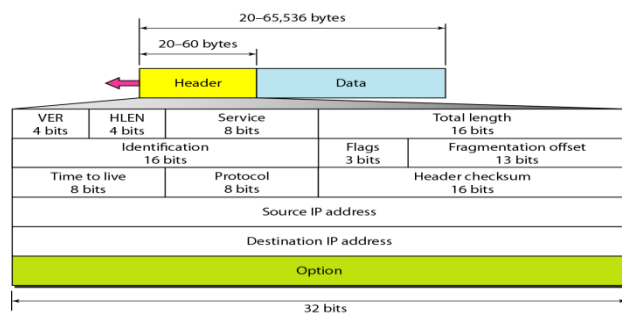 20–65,536 bytes
20–60 bytes
Header Data
VER HLEN Service Total length
4 bits 4 bits 8 bits 16 bits
Identification Flags Fragmentation offset
16 bits 3 bits 13 bits
Time to live Protocol Header checksum
8 bits 8 bits 16 bits
Source IP address
Destination IP address
Option
32 bits